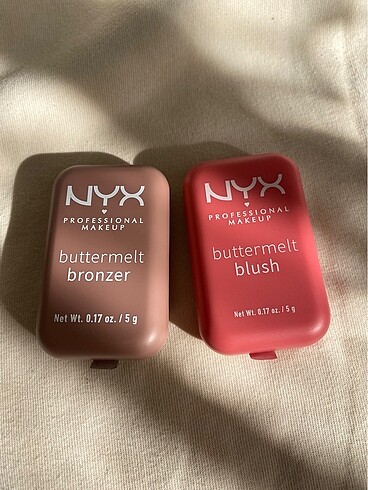 NYX
PROFESSIONAL
MAKEUP
buttermelt
bronzer
Net Wt. 0.17 oz. / 5 g
NYX
PROFESSIONAL
MAKEUP
buttermelt
blush
Net Wt. 0.17 oz. / 5 g